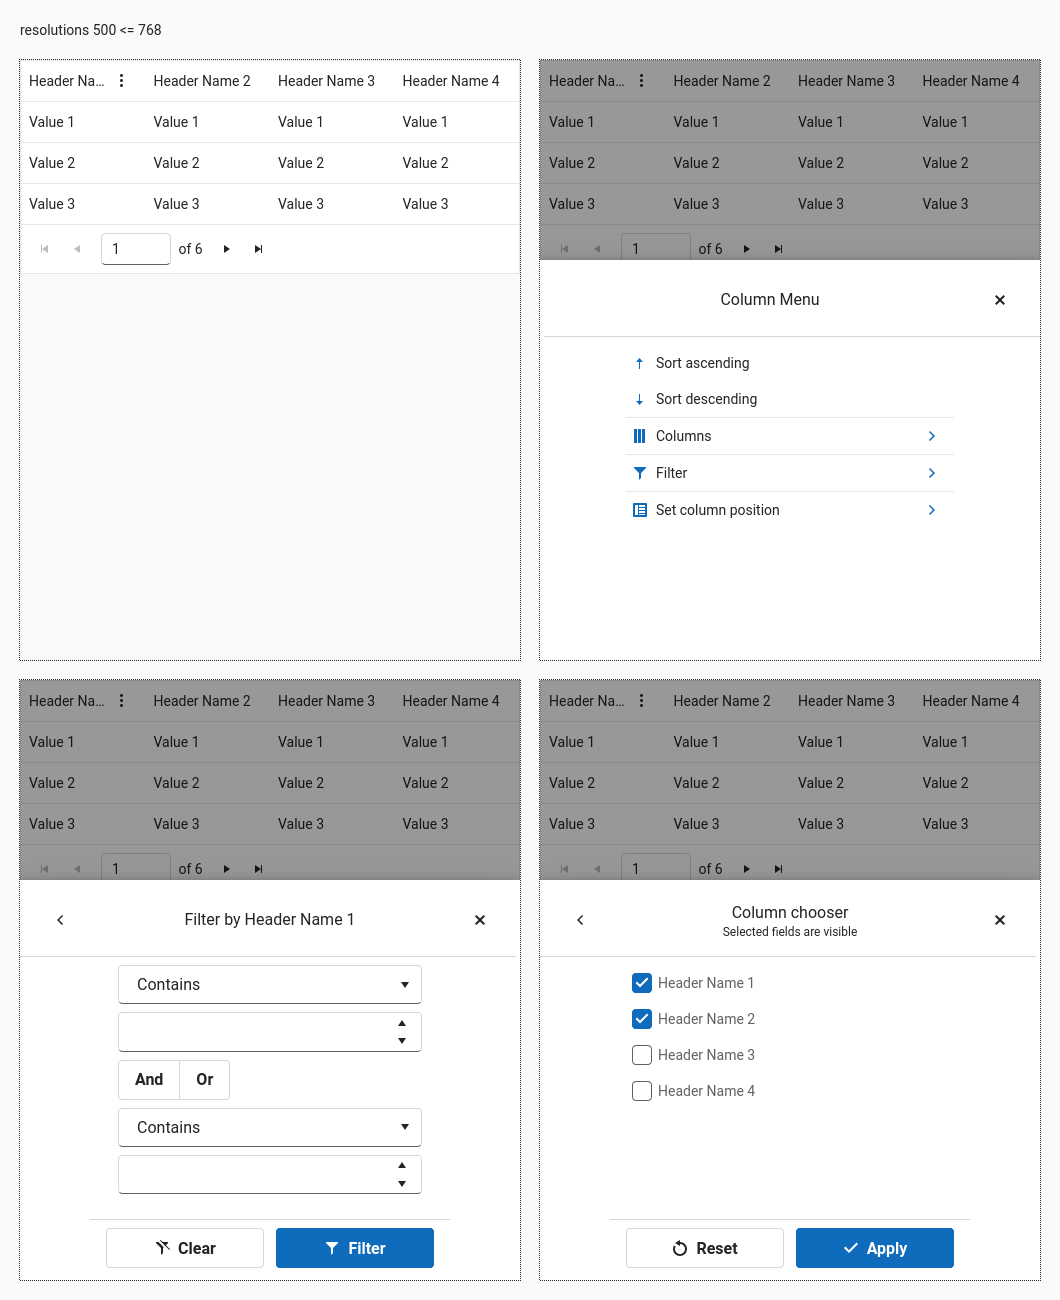 resolutions 500 <= 768
Header Na... Header Name 2 Header Name 3 Header Name 4
Value 1 Value 1 Value 1 Value 1
Value 2 Value 2 Value 2 Value 2
Value 3 Value 3 Value 3 Value 3
1 of 6
Header Na... Header Name 2 Header Name 3 Header Name 4
Value 1 Value 1 Value 1 Value 1
Value 2 Value 2 Value 2 Value 2
Value 3 Value 3 Value 3 Value 3
1 of 6
Column Menu
Sort ascending
Sort descending
Columns
Filter
Set column position
Header Na... Header Name 2 Header Name 3 Header Name 4
Value 1 Value 1 Value 1 Value 1
Value 2 Value 2 Value 2 Value 2
Value 3 Value 3 Value 3 Value 3
1 of 6
Filter by Header Name 1
Contains
And Or
Contains
Clear Filter
Header Na... Header Name 2 Header Name 3 Header Name 4
Value 1 Value 1 Value 1 Value 1
Value 2 Value 2 Value 2 Value 2
Value 3 Value 3 Value 3 Value 3
1 of 6
Column chooser
Selected fields are visible
Header Name 1
Header Name 2
Header Name 3
Header Name 4
Reset Apply